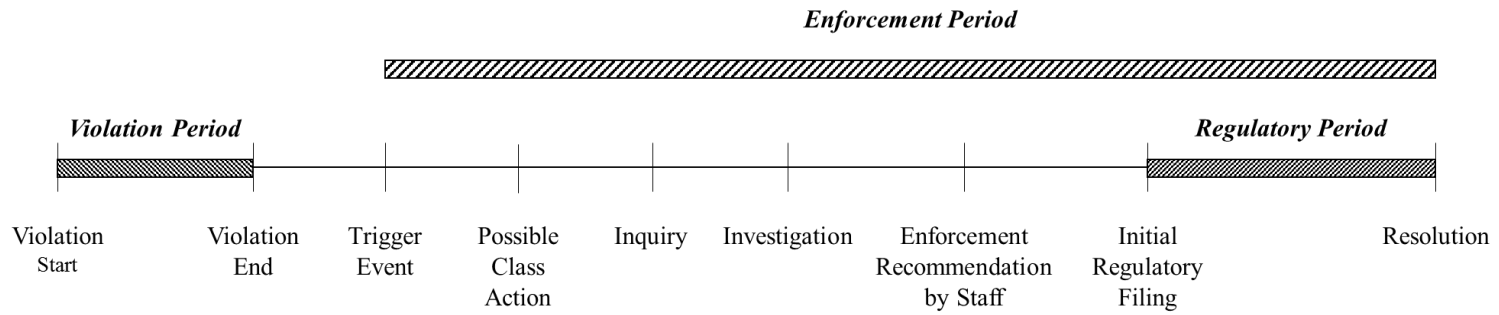 Enforcement Period
Violation Period
Regulatory Period
Violation
Start
Violation
End
Trigger
Event
Possible
Class
Action
Inquiry
Investigation
Enforcement
Recommendation
by Staff
Initial
Regulatory
Filing
Resolution